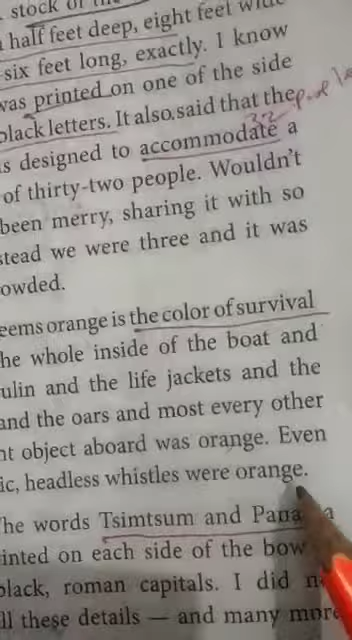 stock of
half feet deep, eight feet wide
six feet long, exactly. I know
was printed on one of the side
black letters. It also said that the
32
s designed to accommodate a
of thirty-two people. Wouldn't
been merry, sharing it with so
stead we were three and it was
owded.
eems orange is the color of survival
he whole inside of the boat and
ulin and the life jackets and the
and the oars and most every other
nt object aboard was orange. Even
ic, headless whistles were orange.
he words Tsimtsum and Pana a
inted on each side of the bow
black, roman capitals. I did n
ll these details — and many more